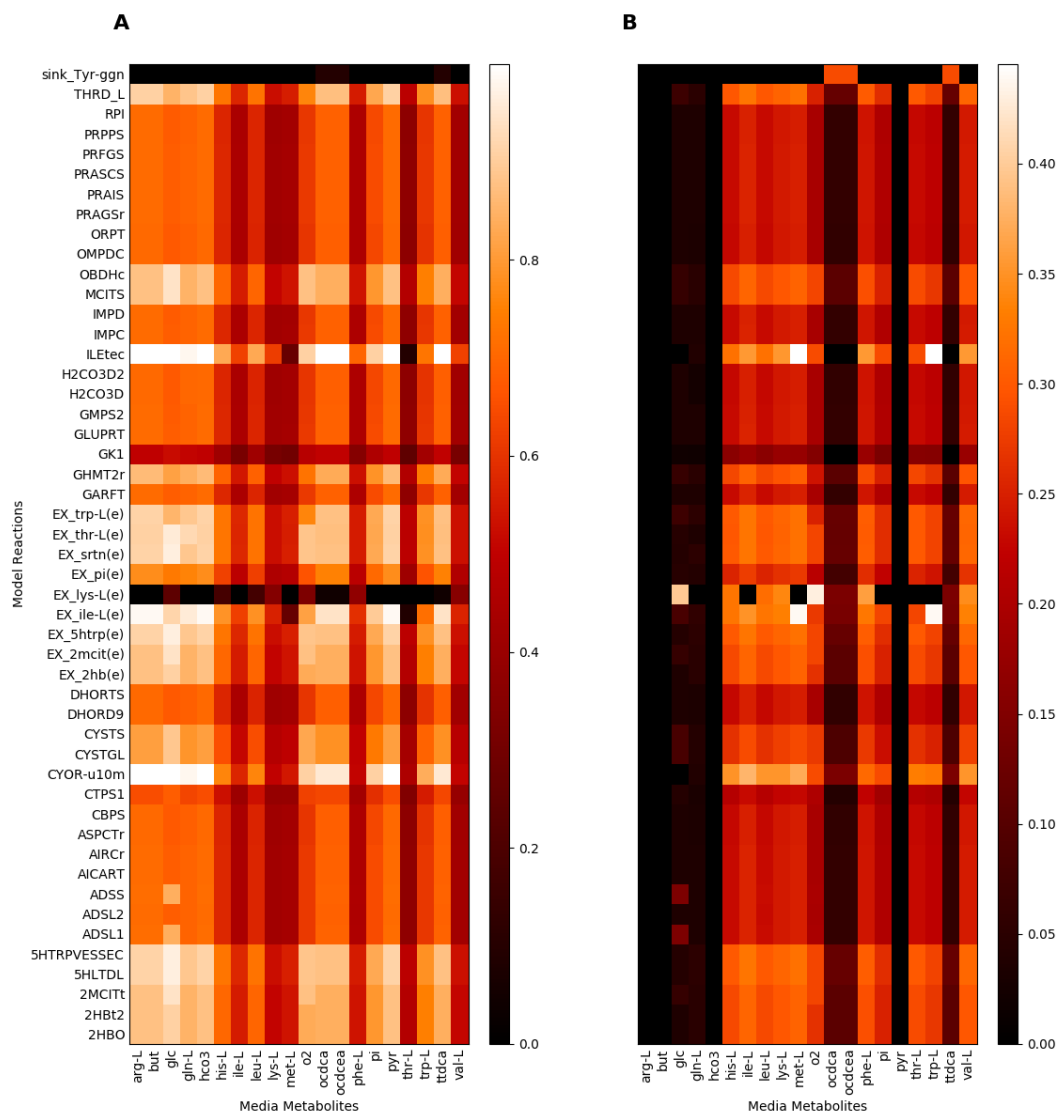 A
B
sink_Tyr-ggn
THRD_L
RPI
PRPPS
PRFGS
PRASCS
PRAIS
PRAGSr
ORPT
OMPDC
OBDHc
MCITS
IMPD
IMPC
ILEtec
H2CO3D2
H2CO3D
GMPS2
GLUPRT
GK1
GHMT2r
GARFT
EX_trp-L(e)
EX_thr-L(e)
EX_srtn(e)
EX_pi(e)
EX_lys-L(e)
EX_ile-L(e)
EX_5htrp(e)
EX_2mcit(e)
EX_2hb(e)
DHORTS
DHORD9
CYSTS
CYSTGL
CYOR-u10m
CTPS1
CBPS
ASPCTr
AIRCr
AICART
ADSS
ADSL2
ADSL1
5HTRPVESSEC
5HLTDL
2MCITt
2HBt2
2HBO
Model Reactions
arg-L but glc gln-L hco3 his-L ile-L leu-L lys-L met-L o2 ocdca ocdcea phe-L pi pyr thr-L trp-L ttdca val-L
Media Metabolites
0.8
0.6
0.4
0.2
0.0
arg-L but glc gln-L hco3 his-L ile-L leu-L lys-L met-L o2 ocdca ocdcea phe-L pi pyr thr-L trp-L ttdca val-L
Media Metabolites
0.40
0.35
0.30
0.25
0.20
0.15
0.10
0.05
0.00